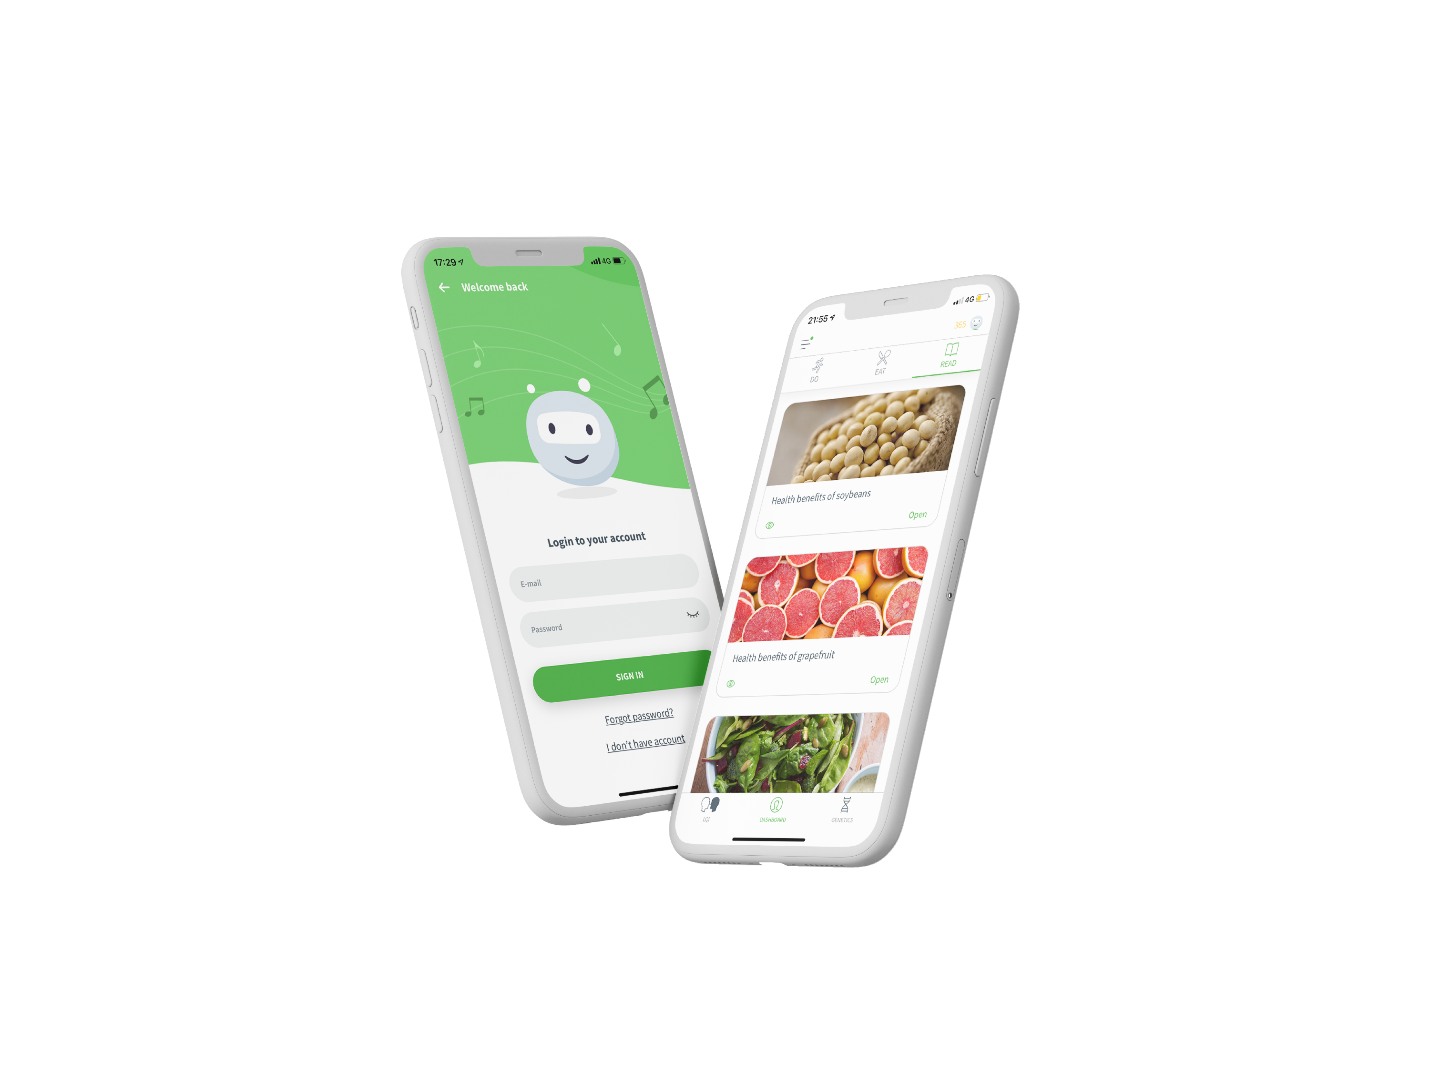 17:29
4G
Welcome back
Login to your account
E-mail
Password
SIGN IN
Forgot password?
I don't have account
21:55
4G
355
DO
EAT
READ
Health benefits of soybeans
Open
Health benefits of grapefruit
Open
DASHBOARD
GENETICS